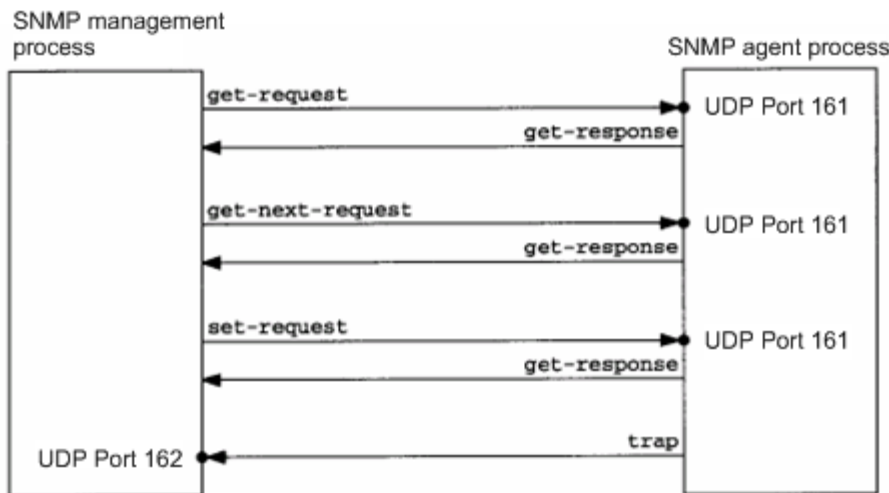 SNMP management
process
SNMP agent process
get-request
UDP Port 161
get-response
get-next-request
UDP Port 161
get-response
set-request
UDP Port 161
get-response
trap
UDP Port 162